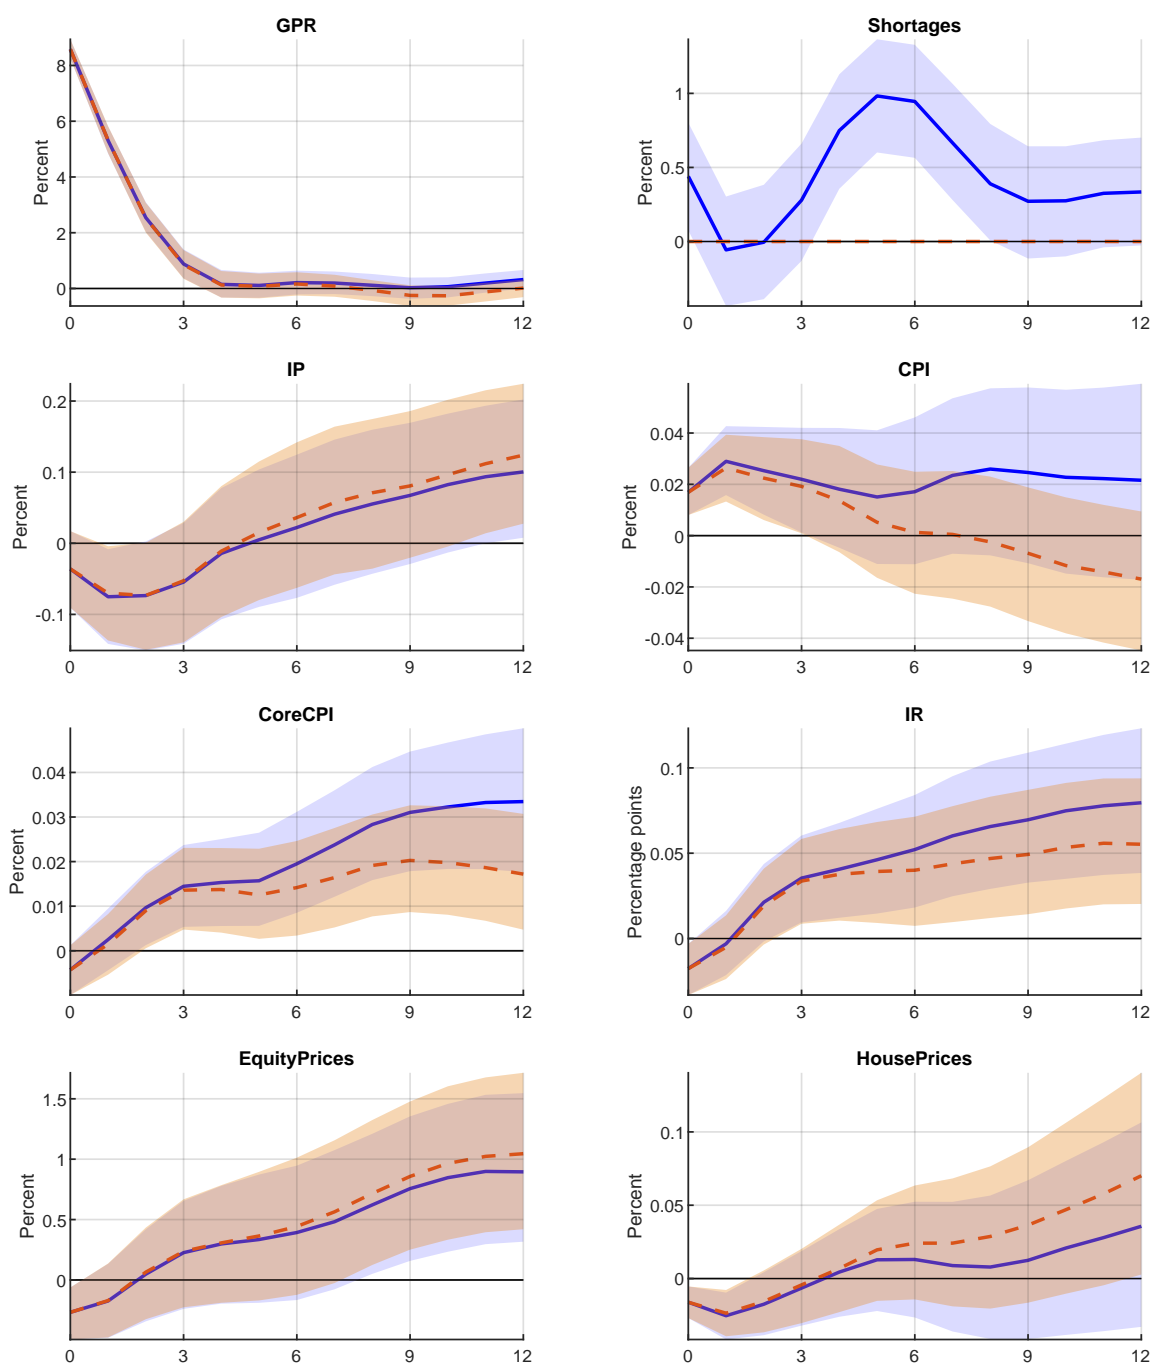 GPR
Percent
8
6
4
2
0
0 3 6 9 12
Shortages
Percent
1
0.5
0
0 3 6 9 12
IP
Percent
0.2
0.1
0
-0.1
0 3 6 9 12
CPI
Percent
0.04
0.02
0
-0.02
-0.04
0 3 6 9 12
CoreCPI
Percent
0.04
0.03
0.02
0.01
0
0 3 6 9 12
IR
Percentage points
0.1
0.05
0
0 3 6 9 12
EquityPrices
Percent
1.5
1
0.5
0
0 3 6 9 12
HousePrices
Percent
0.1
0.05
0
0 3 6 9 12